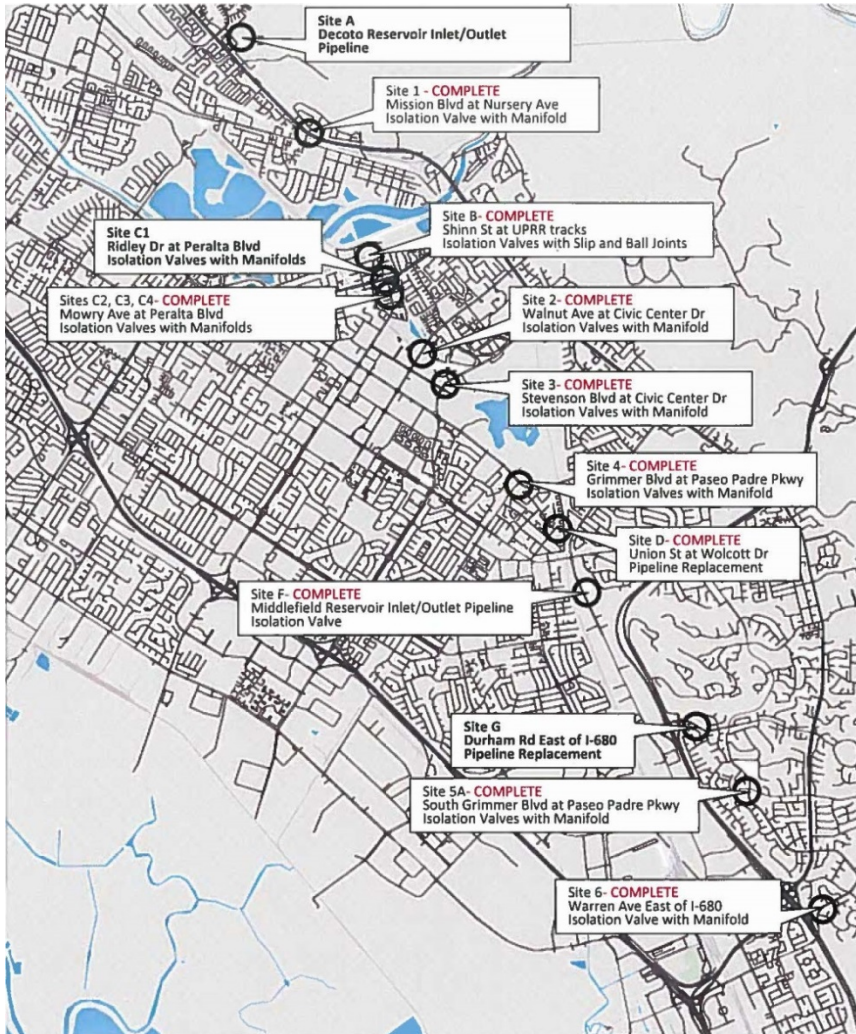 Site A
Decoto Reservoir Inlet/Outlet
Pipeline
Site 1 - COMPLETE
Mission Blvd at Nursery Ave
Isolation Valve with Manifold
Site B- COMPLETE
Shinn St at UPRR tracks
Isolation Valves with Slip and Ball Joints
Site C1
Ridley Dr at Peralta Blvd
Isolation Valves with Manifolds
Sites C2, C3, C4- COMPLETE
Mowry Ave at Peralta Blvd
Isolation Valves with Manifolds
Site 2- COMPLETE
Walnut Ave at Civic Center Dr
Isolation Valves with Manifold
Site 3- COMPLETE
Stevenson Blvd at Civic Center Dr
Isolation Valves with Manifold
Site 4- COMPLETE
Grimmer Blvd at Paseo Padre Pkwy
Isolation Valves with Manifold
Site D- COMPLETE
Union St at Wolcott Dr
Pipeline Replacement
Site F- COMPLETE
Middlefield Reservoir Inlet/Outlet Pipeline
Isolation Valve
Site G
Durham Rd East of I-680
Pipeline Replacement
Site 5A- COMPLETE
South Grimmer Blvd at Paseo Padre Pkwy
Isolation Valves with Manifold
Site 6- COMPLETE
Warren Ave East of I-680
Isolation Valve with Manifold